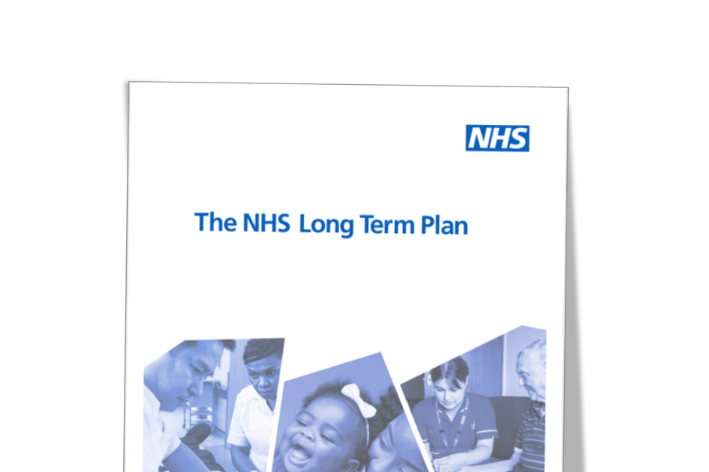 NHS
The NHS Long Term Plan